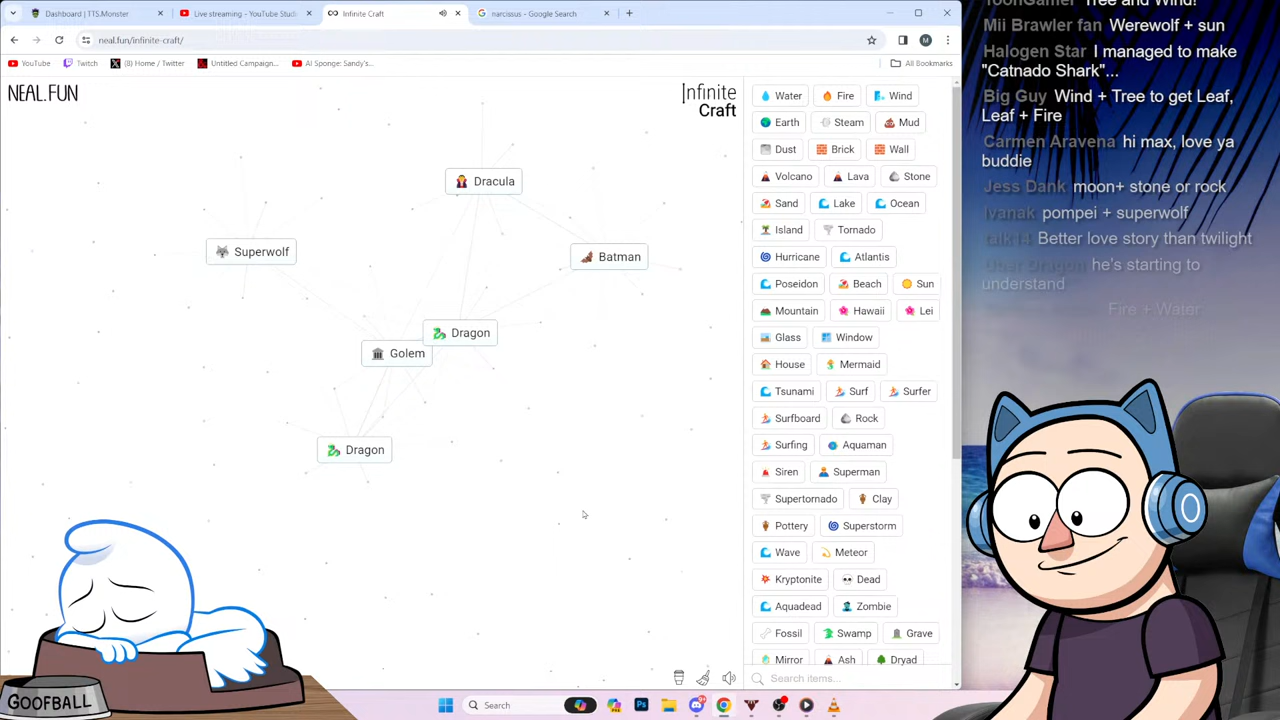 Dashboard | TTS.Monster
Live streaming - YouTube Studi
Infinite Craft
narcissus - Google Search
neal.fun/infinite-craft/
M
YouTube
Twitch
(8) Home / Twitter
Untitled Campaign...
AI Sponge: Sandy's...
All Bookmarks
NEAL.FUN
Infinite
Craft
Dracula
Superwolf
Batman
Dragon
Golem
Dragon
Water Fire Wind
Earth Steam Mud
Dust Brick Wall
Volcano Lava Stone
Sand Lake Ocean
Island Tornado
Hurricane Atlantis
Poseidon Beach Sun
Mountain Hawaii Lei
Glass Window
House Mermaid
Tsunami Surf Surfer
Surfboard Rock
Surfing Aquaman
Siren Superman
Supertornado Clay
Pottery Superstorm
Wave Meteor
Kryptonite Dead
Aquadead Zombie
Fossil Swamp Grave
Mirror Ash Dryad
Search items...
ToonGamer Tree and Wind!
Mii Brawler fan Werewolf + sun
Halogen Star I managed to make
"Catnado Shark"...
Big Guy Wind + Tree to get Leaf,
Leaf + Fire
Carmen Aravena hi max, love ya
buddie
Jess Dank moon+ stone or rock
Ivanak pompei + superwolf
talk14 Better love story than twilight
Uber Dragon he's starting to
understand
Fire + Water
GOOFBALL
Search